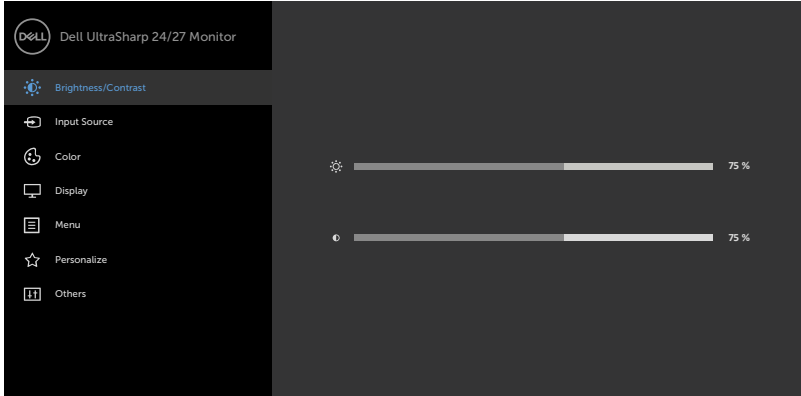 DELL
Dell UltraSharp 24/27 Monitor
Brightness/Contrast
Input Source
Color
Display
Menu
Personalize
Others
75 %
75 %